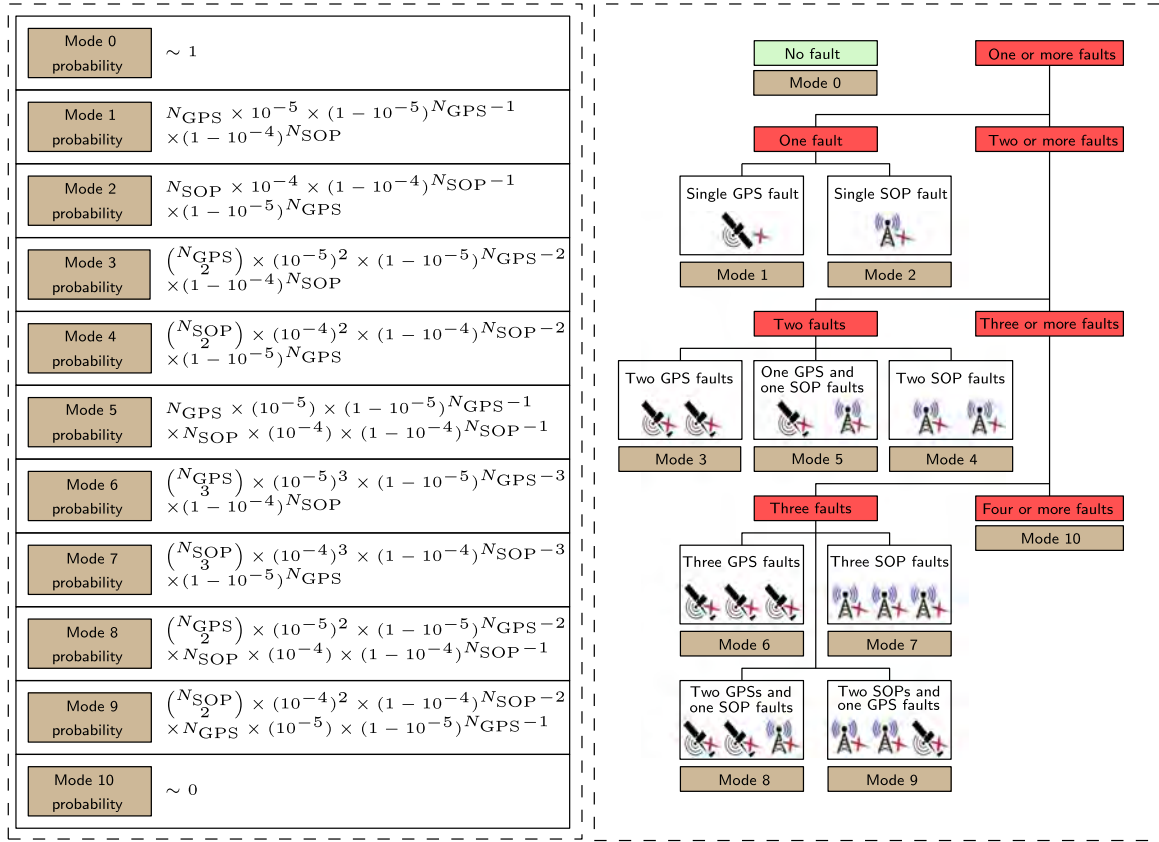 Mode 0
probability
∼ 1
Mode 1
probability
N_GPS × 10^−5 × (1 − 10^−5)^{N_GPS−1}
×(1 − 10^−4)^{N_SOP}
Mode 2
probability
N_SOP × 10^−4 × (1 − 10^−4)^{N_SOP−1}
×(1 − 10^−5)^{N_GPS}
Mode 3
probability
(N_GPS 2) × (10^−5)^2 × (1 − 10^−5)^{N_GPS−2}
×(1 − 10^−4)^{N_SOP}
Mode 4
probability
(N_SOP 2) × (10^−4)^2 × (1 − 10^−4)^{N_SOP−2}
×(1 − 10^−5)^{N_GPS}
Mode 5
probability
N_GPS × (10^−5) × (1 − 10^−5)^{N_GPS−1}
×N_SOP × (10^−4) × (1 − 10^−4)^{N_SOP−1}
Mode 6
probability
(N_GPS 3) × (10^−5)^3 × (1 − 10^−5)^{N_GPS−3}
×(1 − 10^−4)^{N_SOP}
Mode 7
probability
(N_SOP 3) × (10^−4)^3 × (1 − 10^−4)^{N_SOP−3}
×(1 − 10^−5)^{N_GPS}
Mode 8
probability
(N_GPS 2) × (10^−5)^2 × (1 − 10^−5)^{N_GPS−2}
×N_SOP × (10^−4) × (1 − 10^−4)^{N_SOP−1}
Mode 9
probability
(N_SOP 2) × (10^−4)^2 × (1 − 10^−4)^{N_SOP−2}
×N_GPS × (10^−5) × (1 − 10^−5)^{N_GPS−1}
Mode 10
probability
∼ 0
No fault
Mode 0
One or more faults
One fault
Two or more faults
Single GPS fault
Mode 1
Single SOP fault
Mode 2
Two faults
Three or more faults
Two GPS faults
Mode 3
One GPS and
one SOP faults
Mode 5
Two SOP faults
Mode 4
Three faults
Four or more faults
Mode 10
Three GPS faults
Mode 6
Three SOP faults
Mode 7
Two GPSs and
one SOP faults
Mode 8
Two SOPs and
one GPS faults
Mode 9